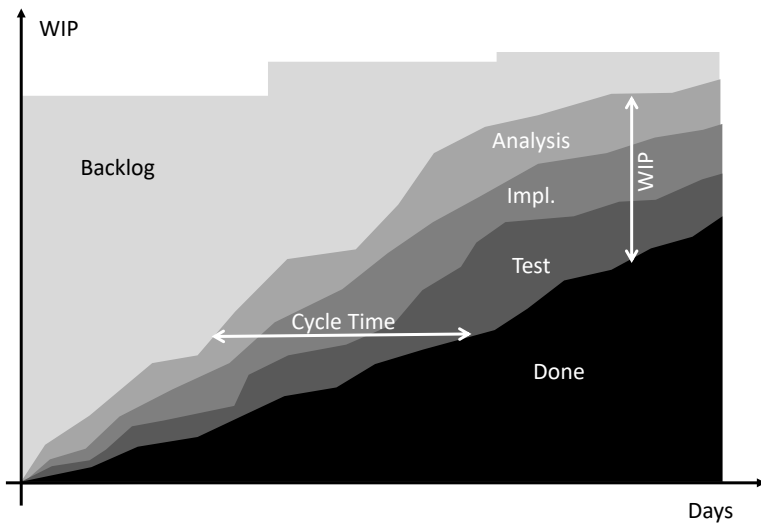 WIP
Analysis
Backlog
WIP
Impl.
Test
Cycle Time
Done
Days